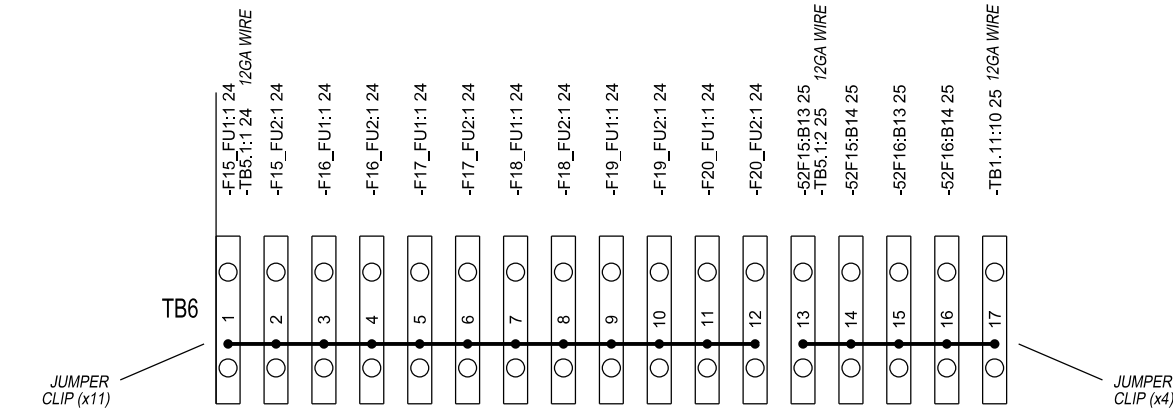 -F15_FU1:1 24
-TB5.1:1 24 12GA WIRE
-F15_FU2:1 24
-F16_FU1:1 24
-F16_FU2:1 24
-F17_FU1:1 24
-F17_FU2:1 24
-F18_FU1:1 24
-F18_FU2:1 24
-F19_FU1:1 24
-F19_FU2:1 24
-F20_FU1:1 24
-F20_FU2:1 24
-52F15:B13 25
-TB5.1:2 25 12GA WIRE
-52F15:B14 25
-52F16:B13 25
-52F16:B14 25
-TB1.11:10 25 12GA WIRE
TB6
1 2 3 4 5 6 7 8 9 10 11 12 13 14 15 16 17
JUMPER
CLIP (x11)
JUMPER
CLIP (x4)